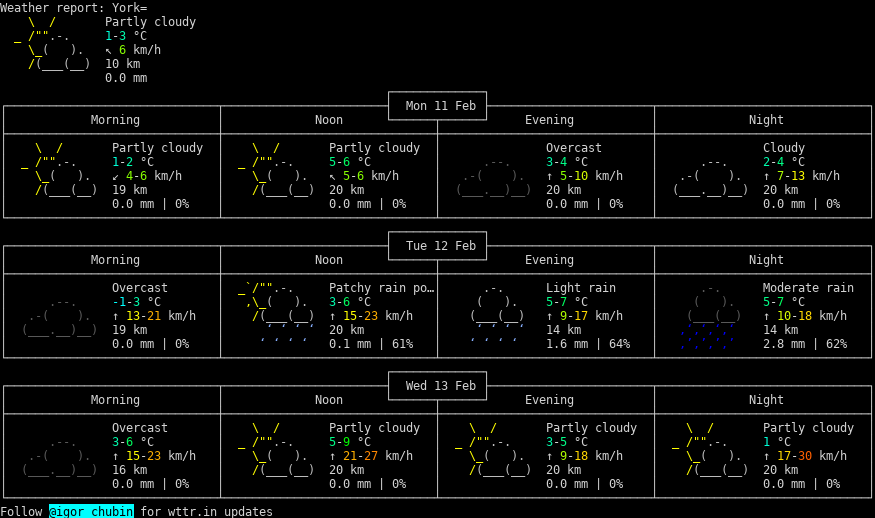 Weather report: York=
Partly cloudy
1-3 °C
↖ 6 km/h
10 km
0.0 mm
Mon 11 Feb
Morning Noon Evening Night
Partly cloudy Partly cloudy Overcast Cloudy
1-2 °C 5-6 °C 3-4 °C 2-4 °C
↙ 4-6 km/h ↖ 5-6 km/h ↑ 5-10 km/h ↑ 7-13 km/h
19 km 20 km 20 km 20 km
0.0 mm | 0% 0.0 mm | 0% 0.0 mm | 0% 0.0 mm | 0%
Tue 12 Feb
Morning Noon Evening Night
Overcast Patchy rain po… Light rain Moderate rain
-1-3 °C 3-6 °C 5-7 °C 5-7 °C
↑ 13-21 km/h ↑ 15-23 km/h ↑ 9-17 km/h ↑ 10-18 km/h
19 km 20 km 14 km 14 km
0.0 mm | 0% 0.1 mm | 61% 1.6 mm | 64% 2.8 mm | 62%
Wed 13 Feb
Morning Noon Evening Night
Overcast Partly cloudy Partly cloudy Partly cloudy
3-6 °C 5-9 °C 3-5 °C 1 °C
↑ 15-23 km/h ↑ 21-27 km/h ↑ 9-18 km/h ↑ 17-30 km/h
16 km 20 km 20 km 20 km
0.0 mm | 0% 0.0 mm | 0% 0.0 mm | 0% 0.0 mm | 0%
Follow @igor_chubin for wttr.in updates